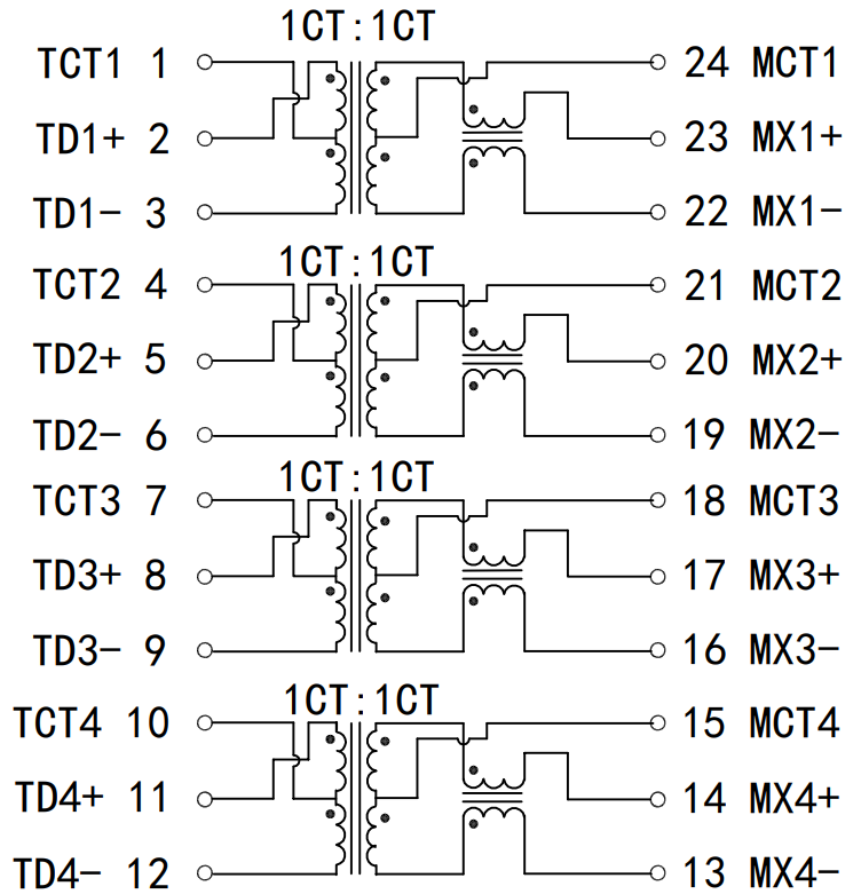 1CT:1CT
TCT1 1 24 MCT1
TD1+ 2 23 MX1+
TD1- 3 22 MX1-
1CT:1CT
TCT2 4 21 MCT2
TD2+ 5 20 MX2+
TD2- 6 19 MX2-
1CT:1CT
TCT3 7 18 MCT3
TD3+ 8 17 MX3+
TD3- 9 16 MX3-
1CT:1CT
TCT4 10 15 MCT4
TD4+ 11 14 MX4+
TD4- 12 13 MX4-